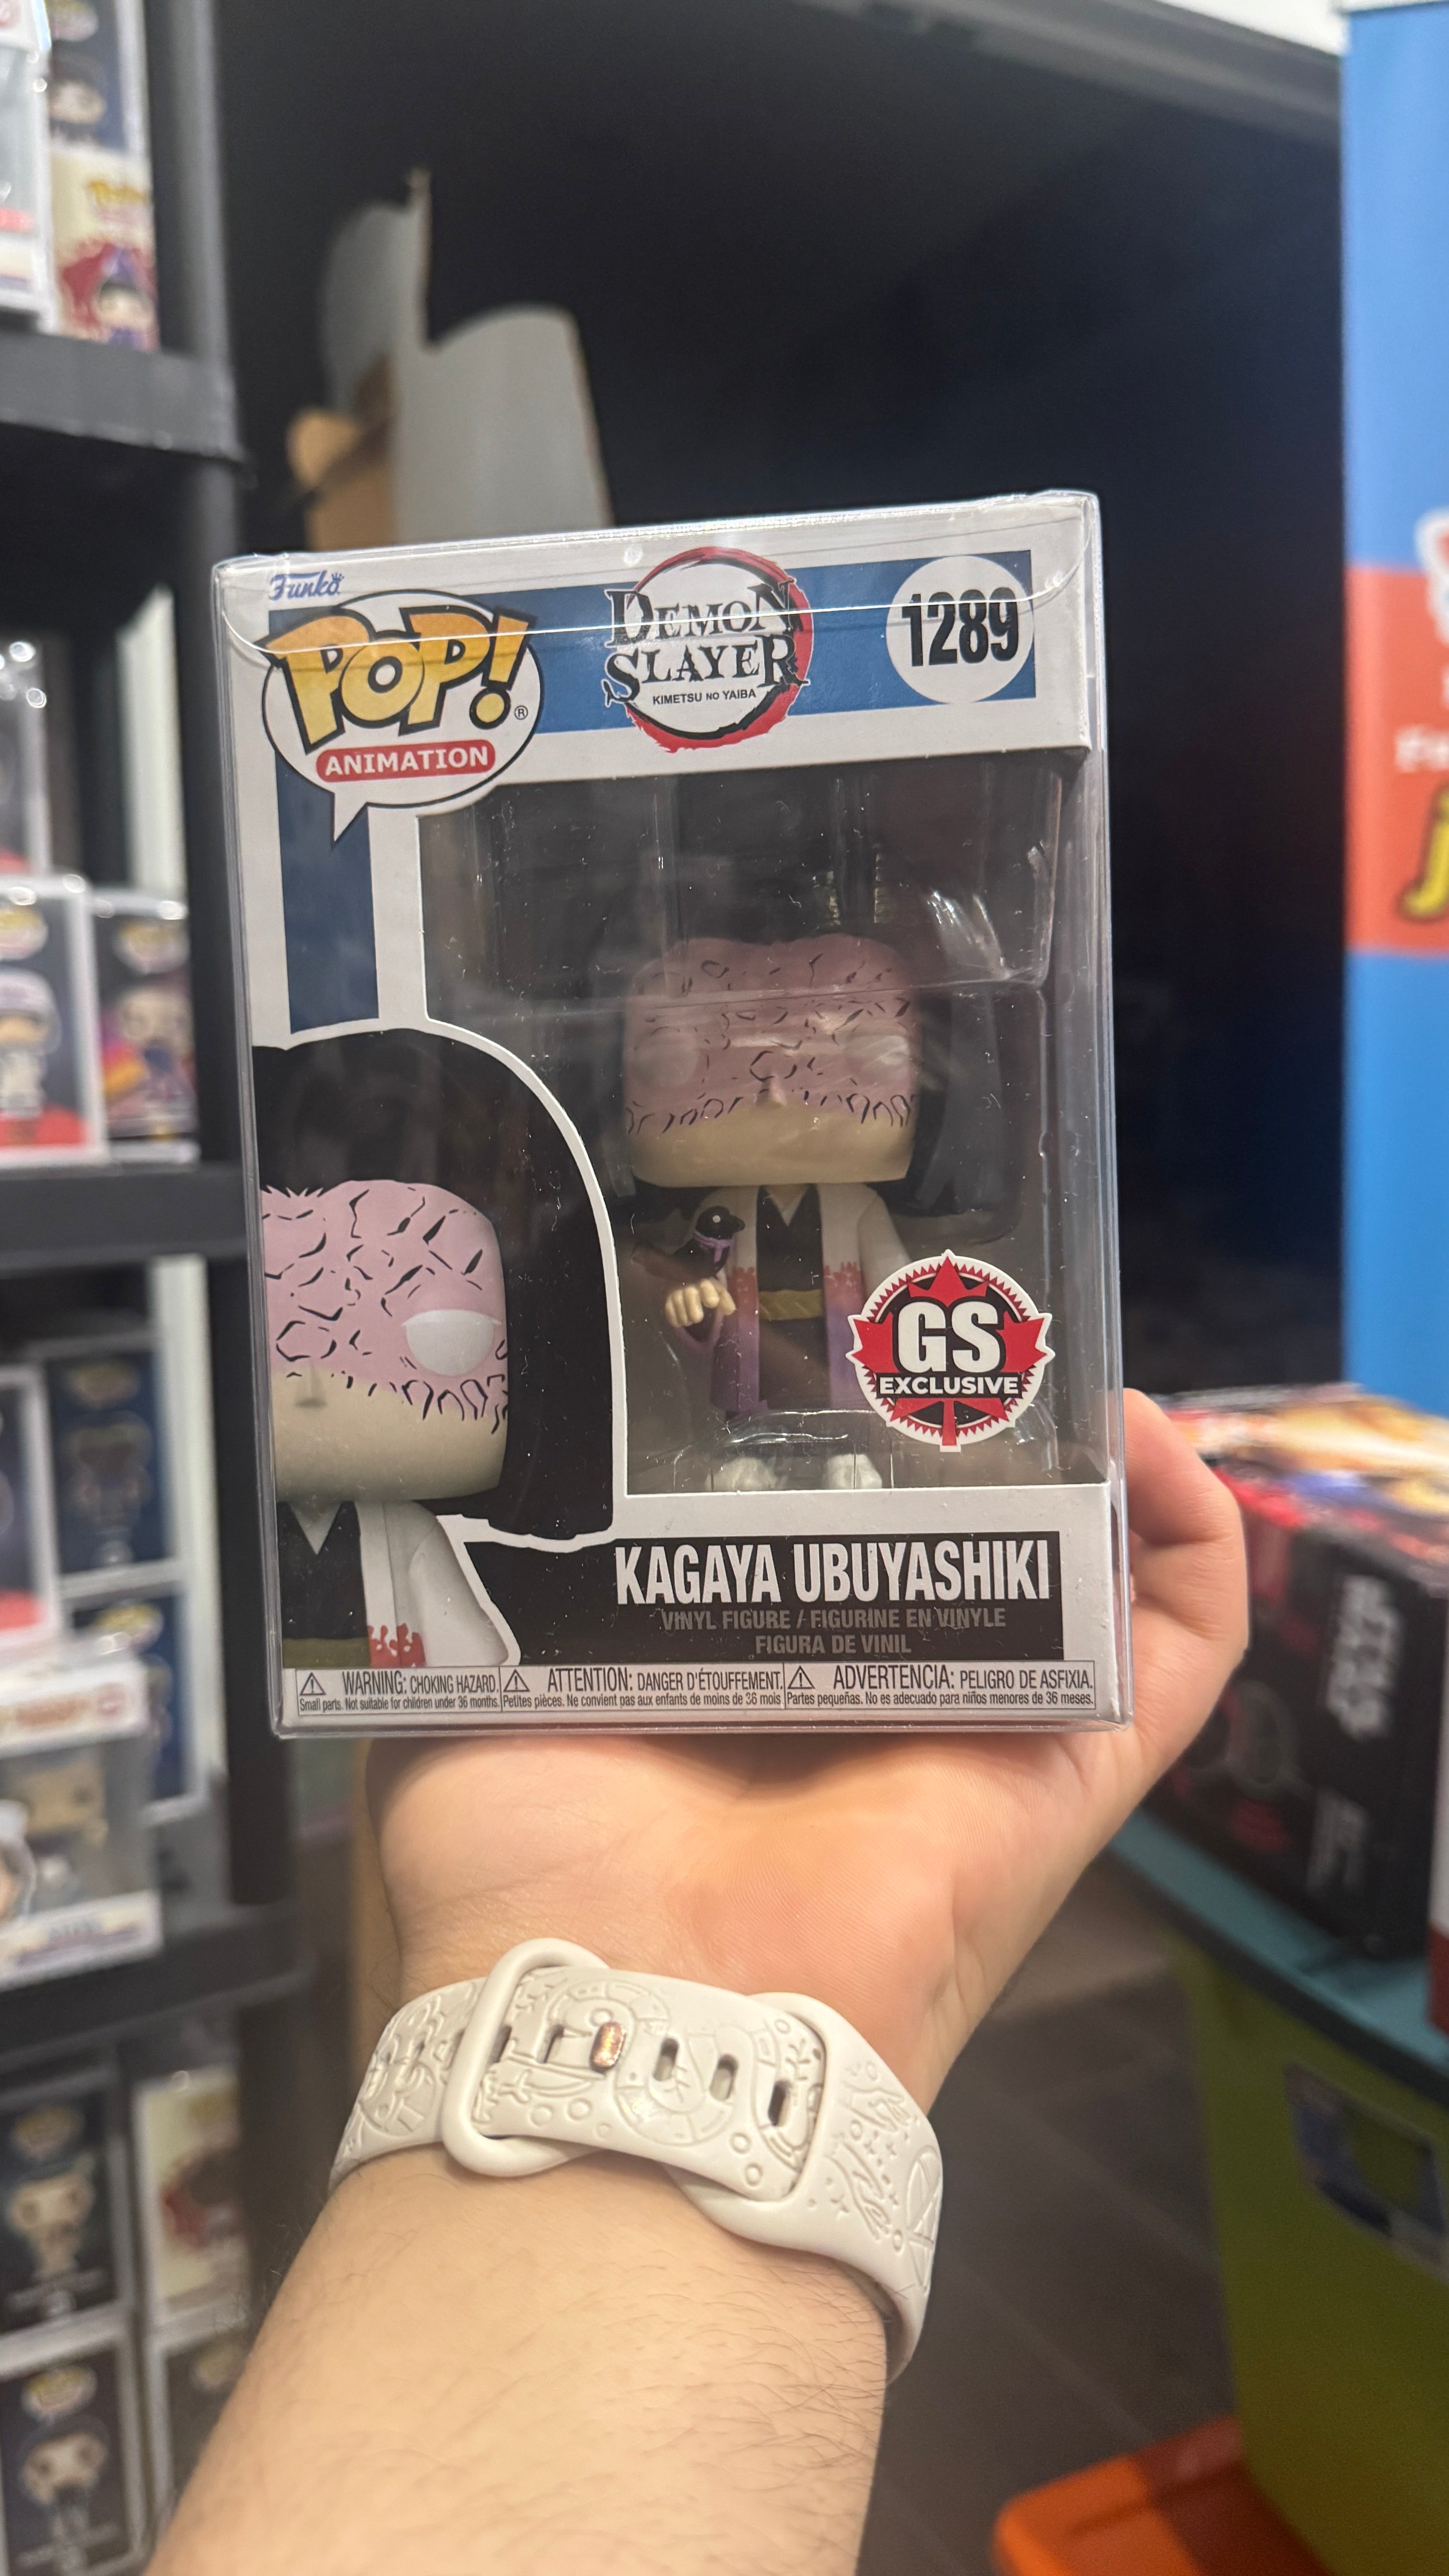 Funko
POP!®
ANIMATION
DEMON
SLAYER
KIMETSU NO YAIBA
1289
GS
EXCLUSIVE
KAGAYA UBUYASHIKI
VINYL FIGURE / FIGURINE EN VINYLE
FIGURA DE VINIL
WARNING: CHOKING HAZARD.
Small parts. Not suitable for children under 36 months.
ATTENTION: DANGER D'ÉTOUFFEMENT.
Petites pièces. Ne convient pas aux enfants de moins de 36 mois
ADVERTENCIA: PELIGRO DE ASFIXIA.
Partes pequeñas. No es adecuado para niños menores de 36 meses.